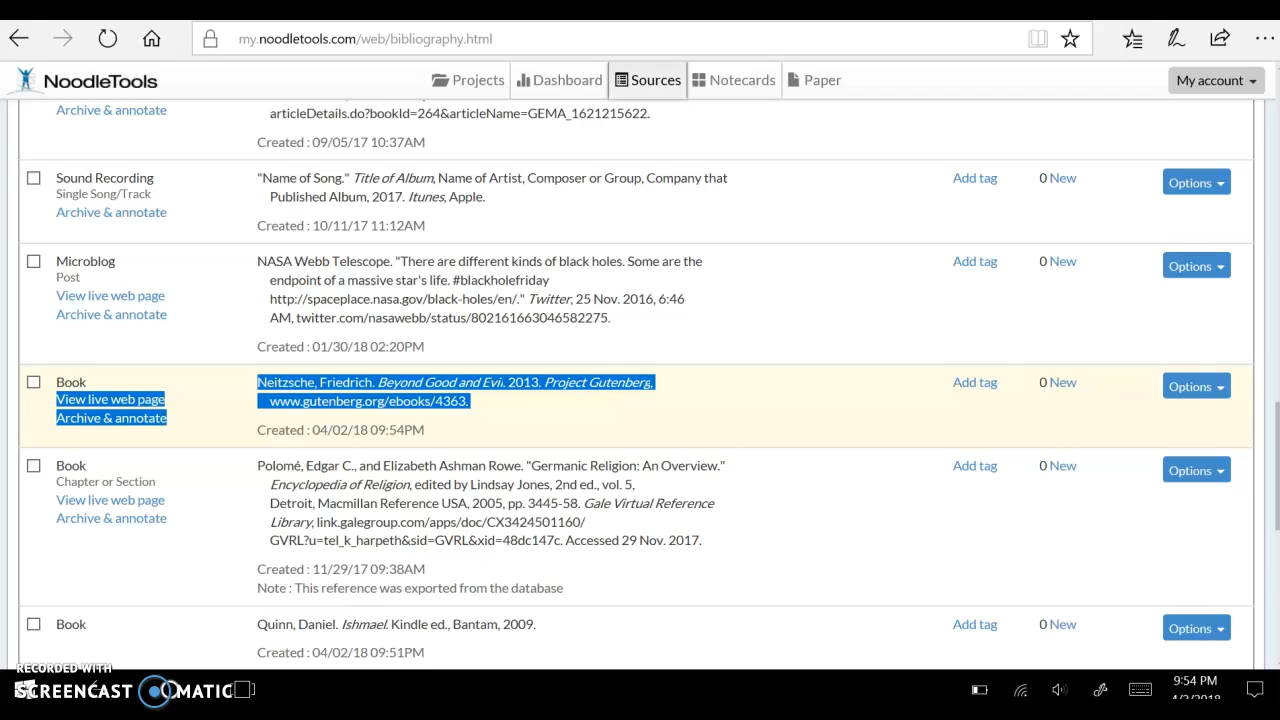 my.noodletools.com/web/bibliography.html
NoodleTools Projects Dashboard Sources Notecards Paper My account
Archive & annotate articleDetails.do?bookId=264&articleName=GEMA_1621215622.
Created : 09/05/17 10:37AM
Sound Recording "Name of Song." Title of Album, Name of Artist, Composer or Group, Company that Add tag 0 New Options
Single Song/Track Published Album, 2017. Itunes, Apple.
Archive & annotate
Created : 10/11/17 11:12AM
Microblog NASA Webb Telescope. "There are different kinds of black holes. Some are the Add tag 0 New Options
Post endpoint of a massive star's life. #blackholefriday
View live web page http://spaceplace.nasa.gov/black-holes/en/." Twitter, 25 Nov. 2016, 6:46
Archive & annotate AM, twitter.com/nasawebb/status/802161663046582275.
Created : 01/30/18 02:20PM
Book Neitzsche, Friedrich. Beyond Good and Evil. 2013. Project Gutenberg, Add tag 0 New Options
View live web page www.gutenberg.org/ebooks/4363.
Archive & annotate
Created : 04/02/18 09:54PM
Book Polomé, Edgar C., and Elizabeth Ashman Rowe. "Germanic Religion: An Overview." Add tag 0 New Options
Chapter or Section Encyclopedia of Religion, edited by Lindsay Jones, 2nd ed., vol. 5,
View live web page Detroit, Macmillan Reference USA, 2005, pp. 3445-58. Gale Virtual Reference
Archive & annotate Library, link.galegroup.com/apps/doc/CX3424501160/
GVRL?u=tel_k_harpeth&sid=GVRL&xid=48dc147c. Accessed 29 Nov. 2017.
Created : 11/29/17 09:38AM
Note : This reference was exported from the database
Book Quinn, Daniel. Ishmael. Kindle ed., Bantam, 2009. Add tag 0 New Options
Created : 04/02/18 09:51PM
RECORDED WITH
SCREENCAST MATIC
9:54 PM
4/2/2018